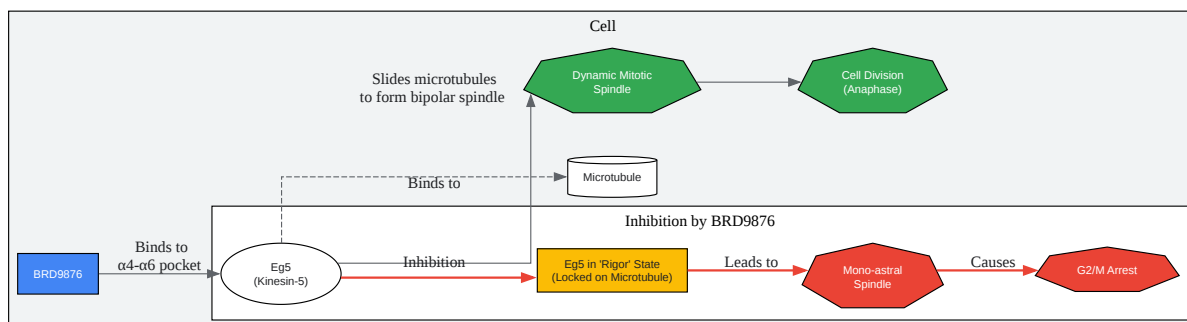 Cell
Slides microtubules
to form bipolar spindle
Dynamic Mitotic
Spindle
Cell Division
(Anaphase)
Binds to
Microtubule
Inhibition by BRD9876
BRD9876
Binds to
α4-α6 pocket
Eg5
(Kinesin-5)
Inhibition
Eg5 in 'Rigor' State
(Locked on Microtubule)
Leads to
Mono-astral
Spindle
Causes
G2/M Arrest